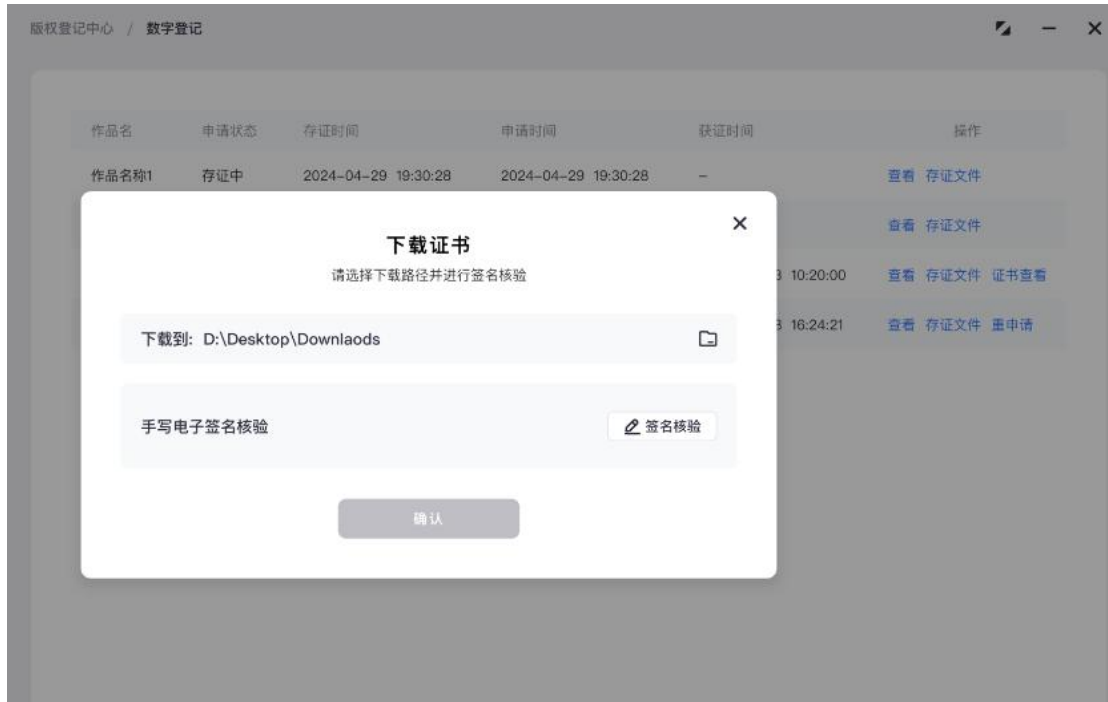 版权登记中心 / 数字登记
作品名 申请状态 存证时间 申请时间 获证时间 操作
作品名称1 存证中 2024-04-29 19:30:28 2024-04-29 19:30:28 - 查看 存证文件
查看 存证文件
10:20:00 查看 存证文件 证书查看
16:24:21 查看 存证文件 重申请
下载证书
请选择下载路径并进行签名核验
下载到: D:\Desktop\Downlaods
手写电子签名核验 签名核验
确认